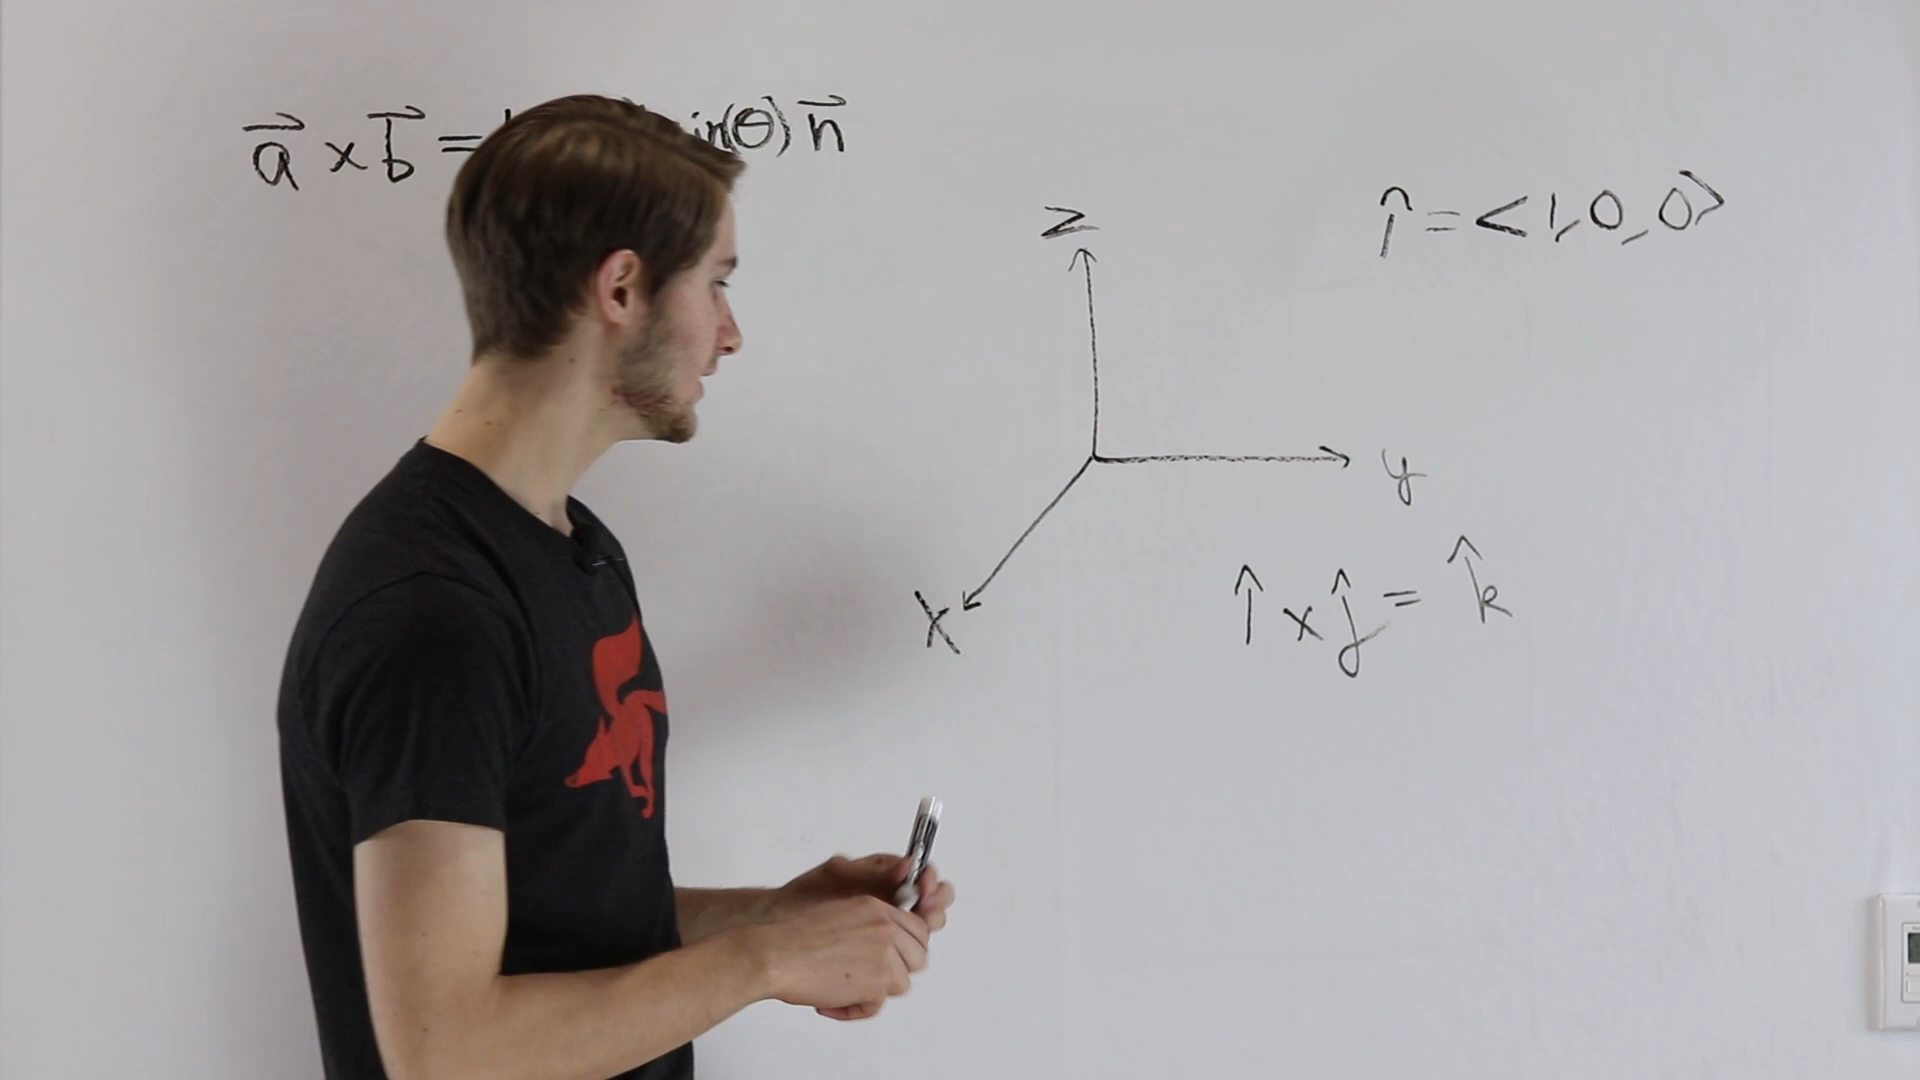 a⃗ × b⃗ = in(θ) n⃗
î = <1, 0, 0>
z
y
x
î × ĵ = k̂